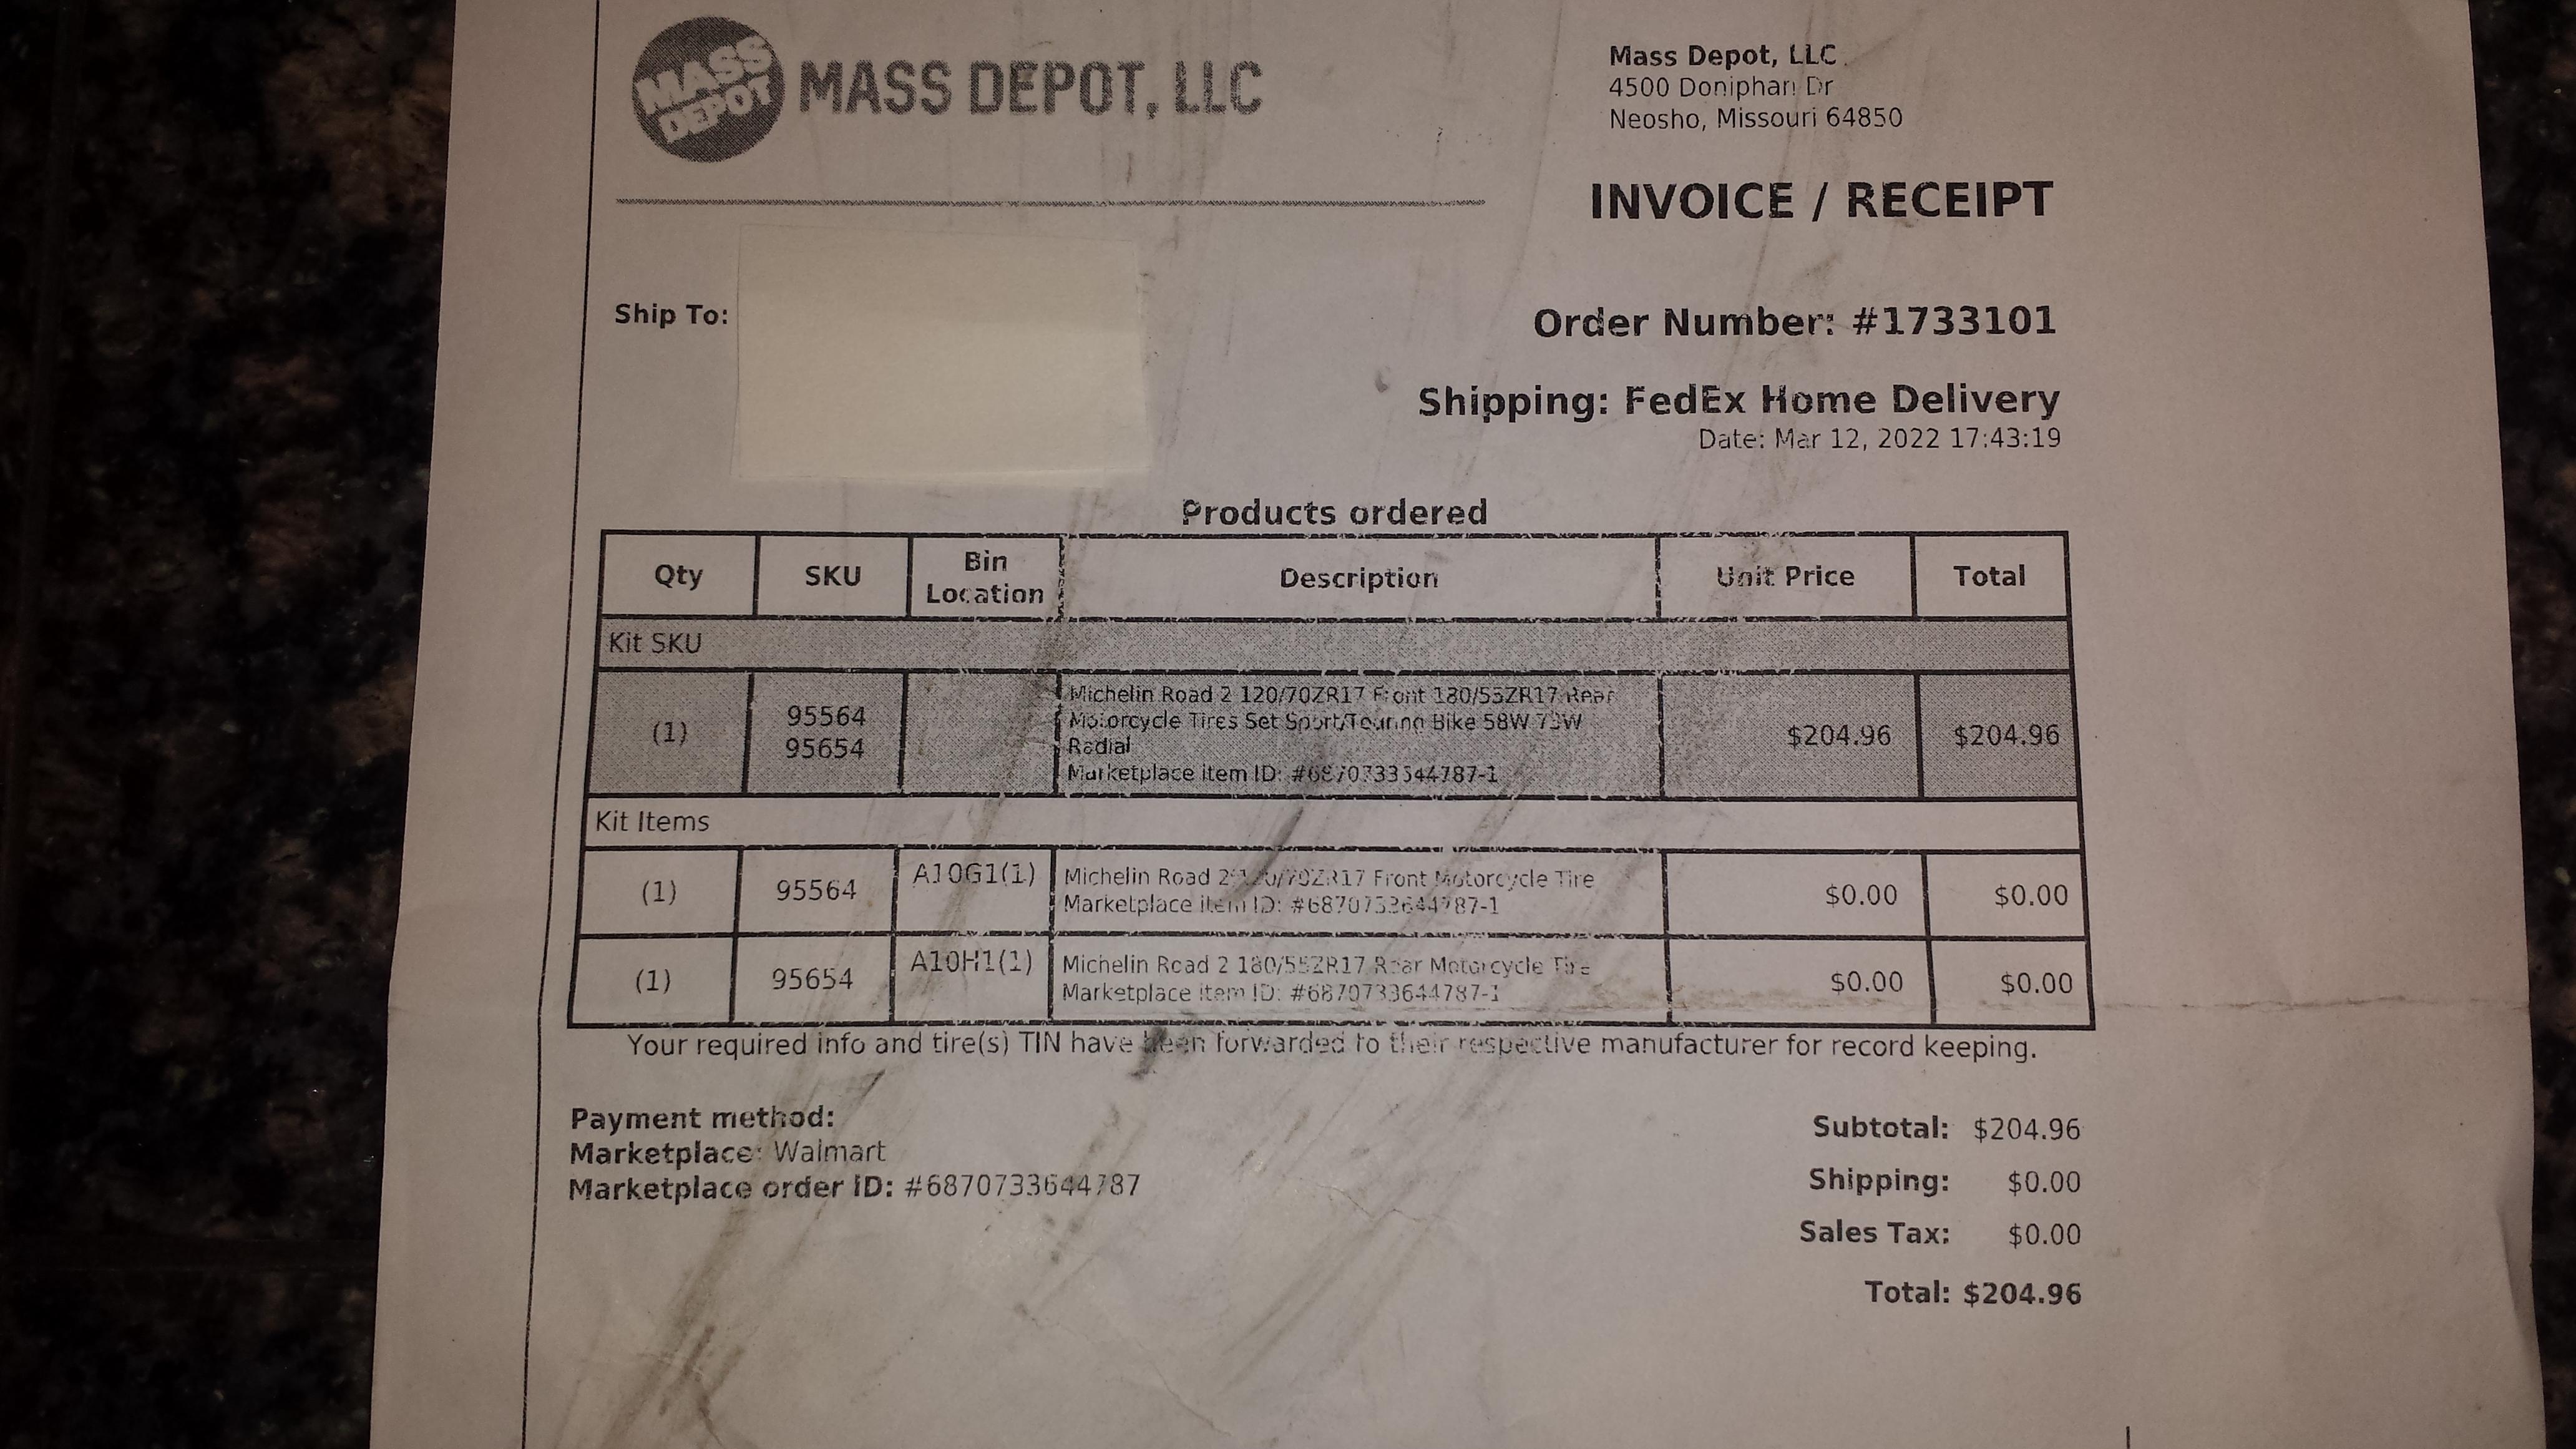 MASS DEPOT
MASS DEPOT, LLC
Mass Depot, LLC
4500 Doniphan Dr
Neosho, Missouri 64850
INVOICE / RECEIPT
Ship To:
Order Number: #1733101
Shipping: FedEx Home Delivery
Date: Mar 12, 2022 17:43:19
Products ordered
Qty SKU Bin Location Description Unit Price Total
Kit SKU
(1) 95564 95654 Michelin Road 2 120/70ZR17 Front 180/55ZR17 Rear
Motorcycle Tires Set Sport/Touring Bike 58W 73W
Radial
Marketplace item ID: #6870733644787-1
$204.96 $204.96
Kit Items
(1) 95564 A10G1(1) Michelin Road 2 120/70ZR17 Front Motorcycle Tire
Marketplace item ID: #6870733644787-1
$0.00 $0.00
(1) 95654 A10H1(1) Michelin Road 2 180/55ZR17 Rear Motorcycle Tire
Marketplace item ID: #6870733644787-1
$0.00 $0.00
Your required info and tire(s) TIN have been forwarded to their respective manufacturer for record keeping.
Payment method:
Marketplace: Walmart
Marketplace order ID: #6870733644787
Subtotal: $204.96
Shipping: $0.00
Sales Tax: $0.00
Total: $204.96